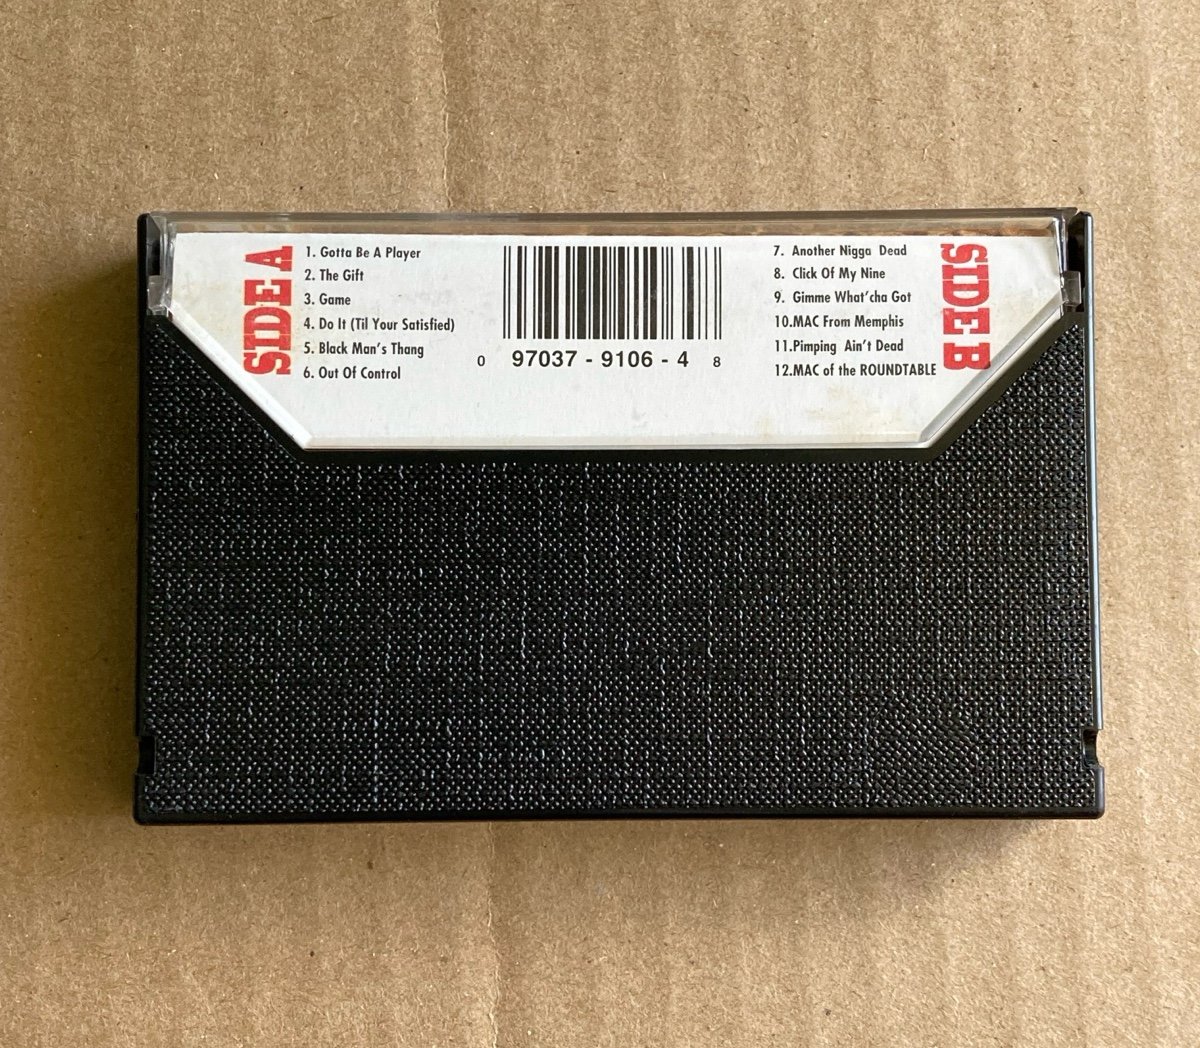 SIDE A
1. Gotta Be A Player
2. The Gift
3. Game
4. Do It (Til Your Satisfied)
5. Black Man's Thang
6. Out Of Control
0 97037 - 9106 - 4 8
7. Another Nigga Dead
8. Click Of My Nine
9. Gimme What'cha Got
10.MAC From Memphis
11.Pimping Ain't Dead
12.MAC of the ROUNDTABLE
SIDE B